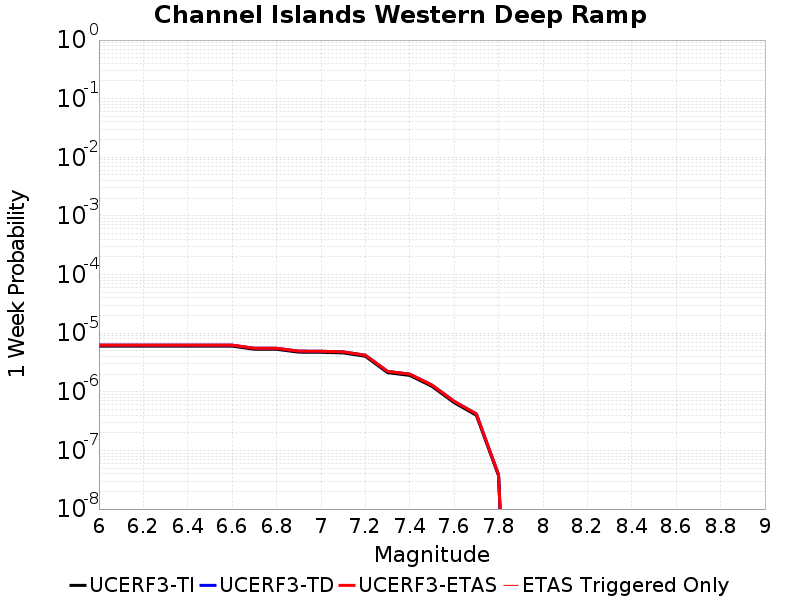 Channel Islands Western Deep Ramp
1 Week Probability
10^0
10^-1
10^-2
10^-3
10^-4
10^-5
10^-6
10^-7
10^-8
6 6.2 6.4 6.6 6.8 7 7.2 7.4 7.6 7.8 8 8.2 8.4 8.6 8.8 9
Magnitude
UCERF3-TI UCERF3-TD UCERF3-ETAS ETAS Triggered Only